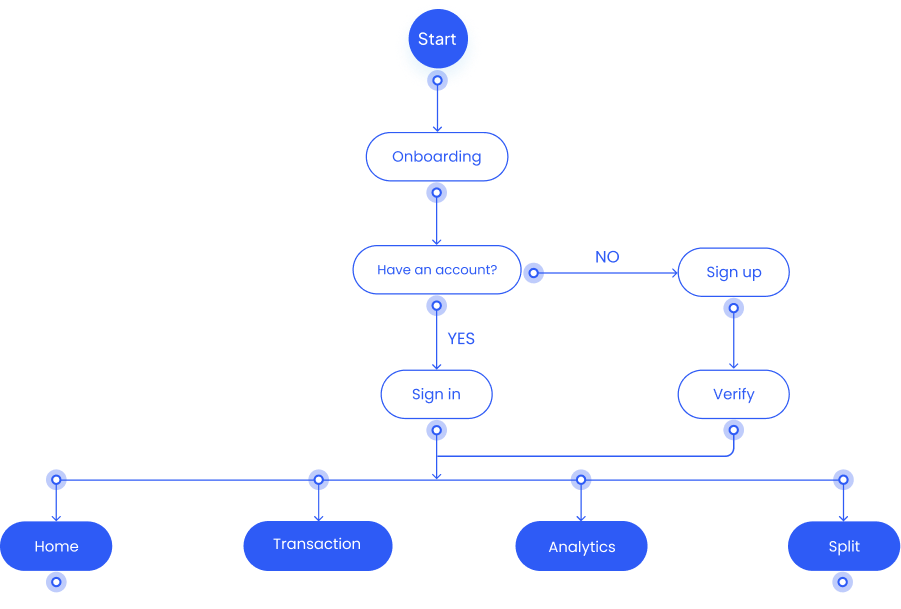 Start
Onboarding
Have an account?
NO
Sign up
YES
Sign in
Verify
Home
Transaction
Analytics
Split